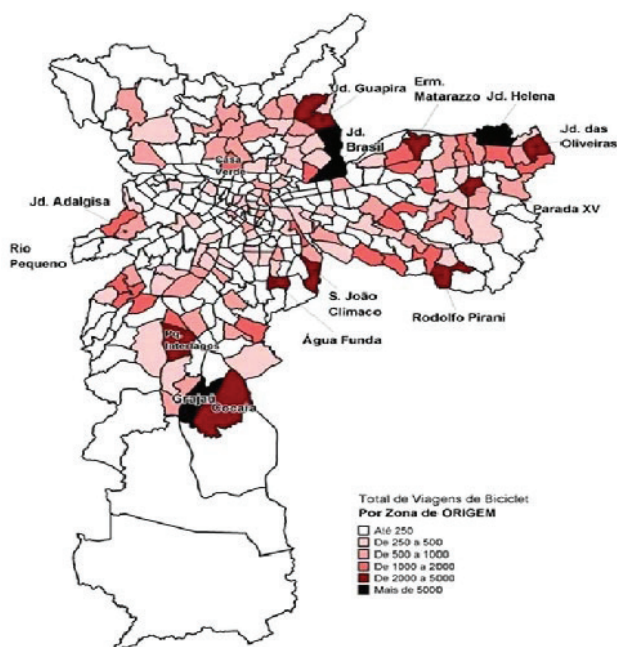 Ud. Guapira
Erm.
Matarazzo
Jd. Helena
Jd. das
Oliveiras
Jd.
Brasil
Casa
Verde
Jd. Adalgisa
Parada XV
Rio
Pequeno
S. João
Clímaco
Rodolfo Pirani
Água Funda
Pq.
Interlagos
Grajaú
Cocaia
Total de Viagens de Biciclet
Por Zona de ORIGEM
Até 250
De 250 a 500
De 500 a 1000
De 1000 a 2000
De 2000 a 5000
Mais de 5000